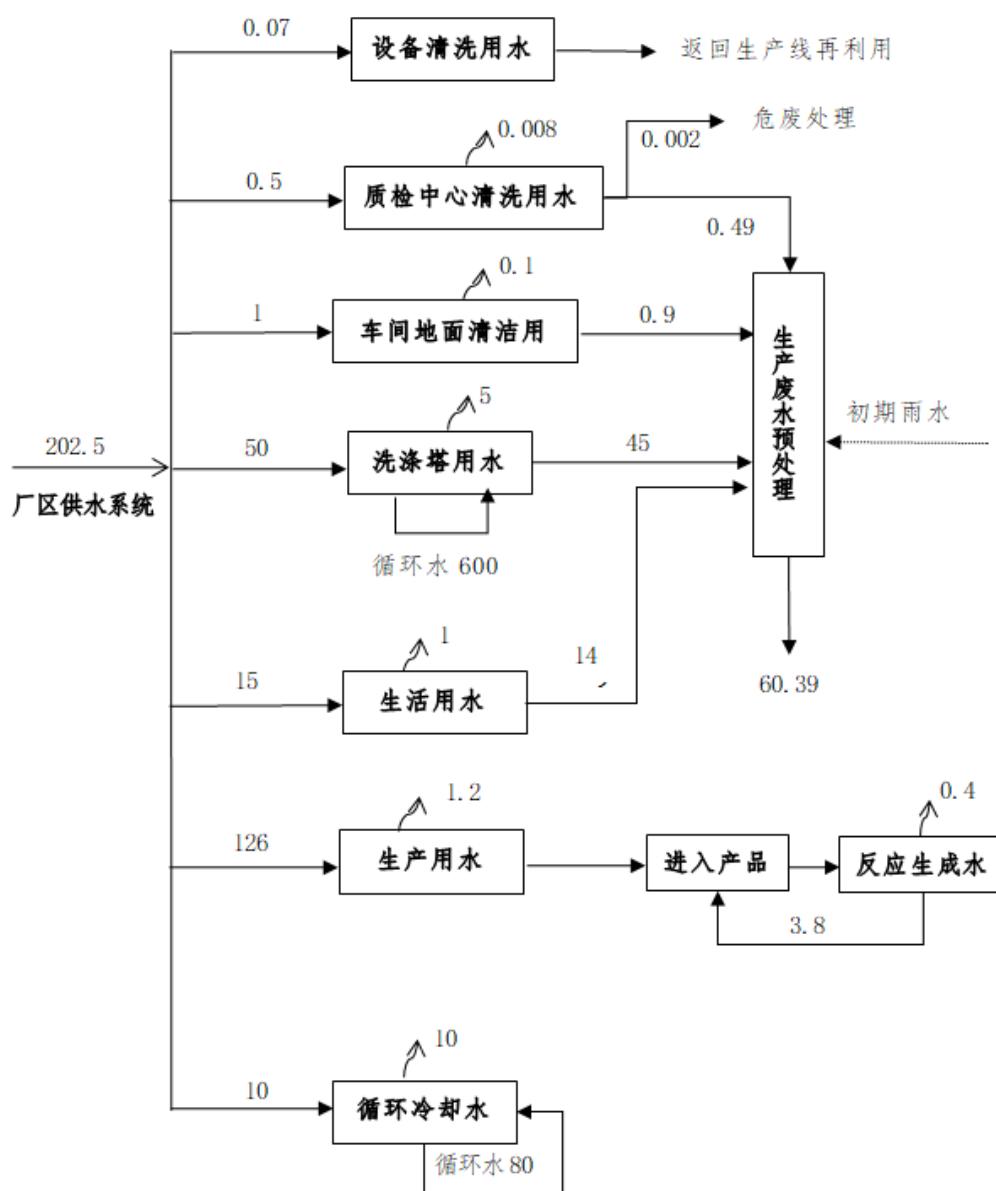 0.07
设备清洗用水
返回生产线再利用
0.008
危废处理
0.002
0.5
质检中心清洗用水
0.49
0.1
1
车间地面清洁用
0.9
生产废水预处理
初期雨水
5
202.5
50
洗涤塔用水
45
厂区供水系统
循环水 600
1
14
15
生活用水
60.39
1.2
0.4
126
生产用水
进入产品
反应生成水
3.8
10
10
循环冷却水
循环水 80